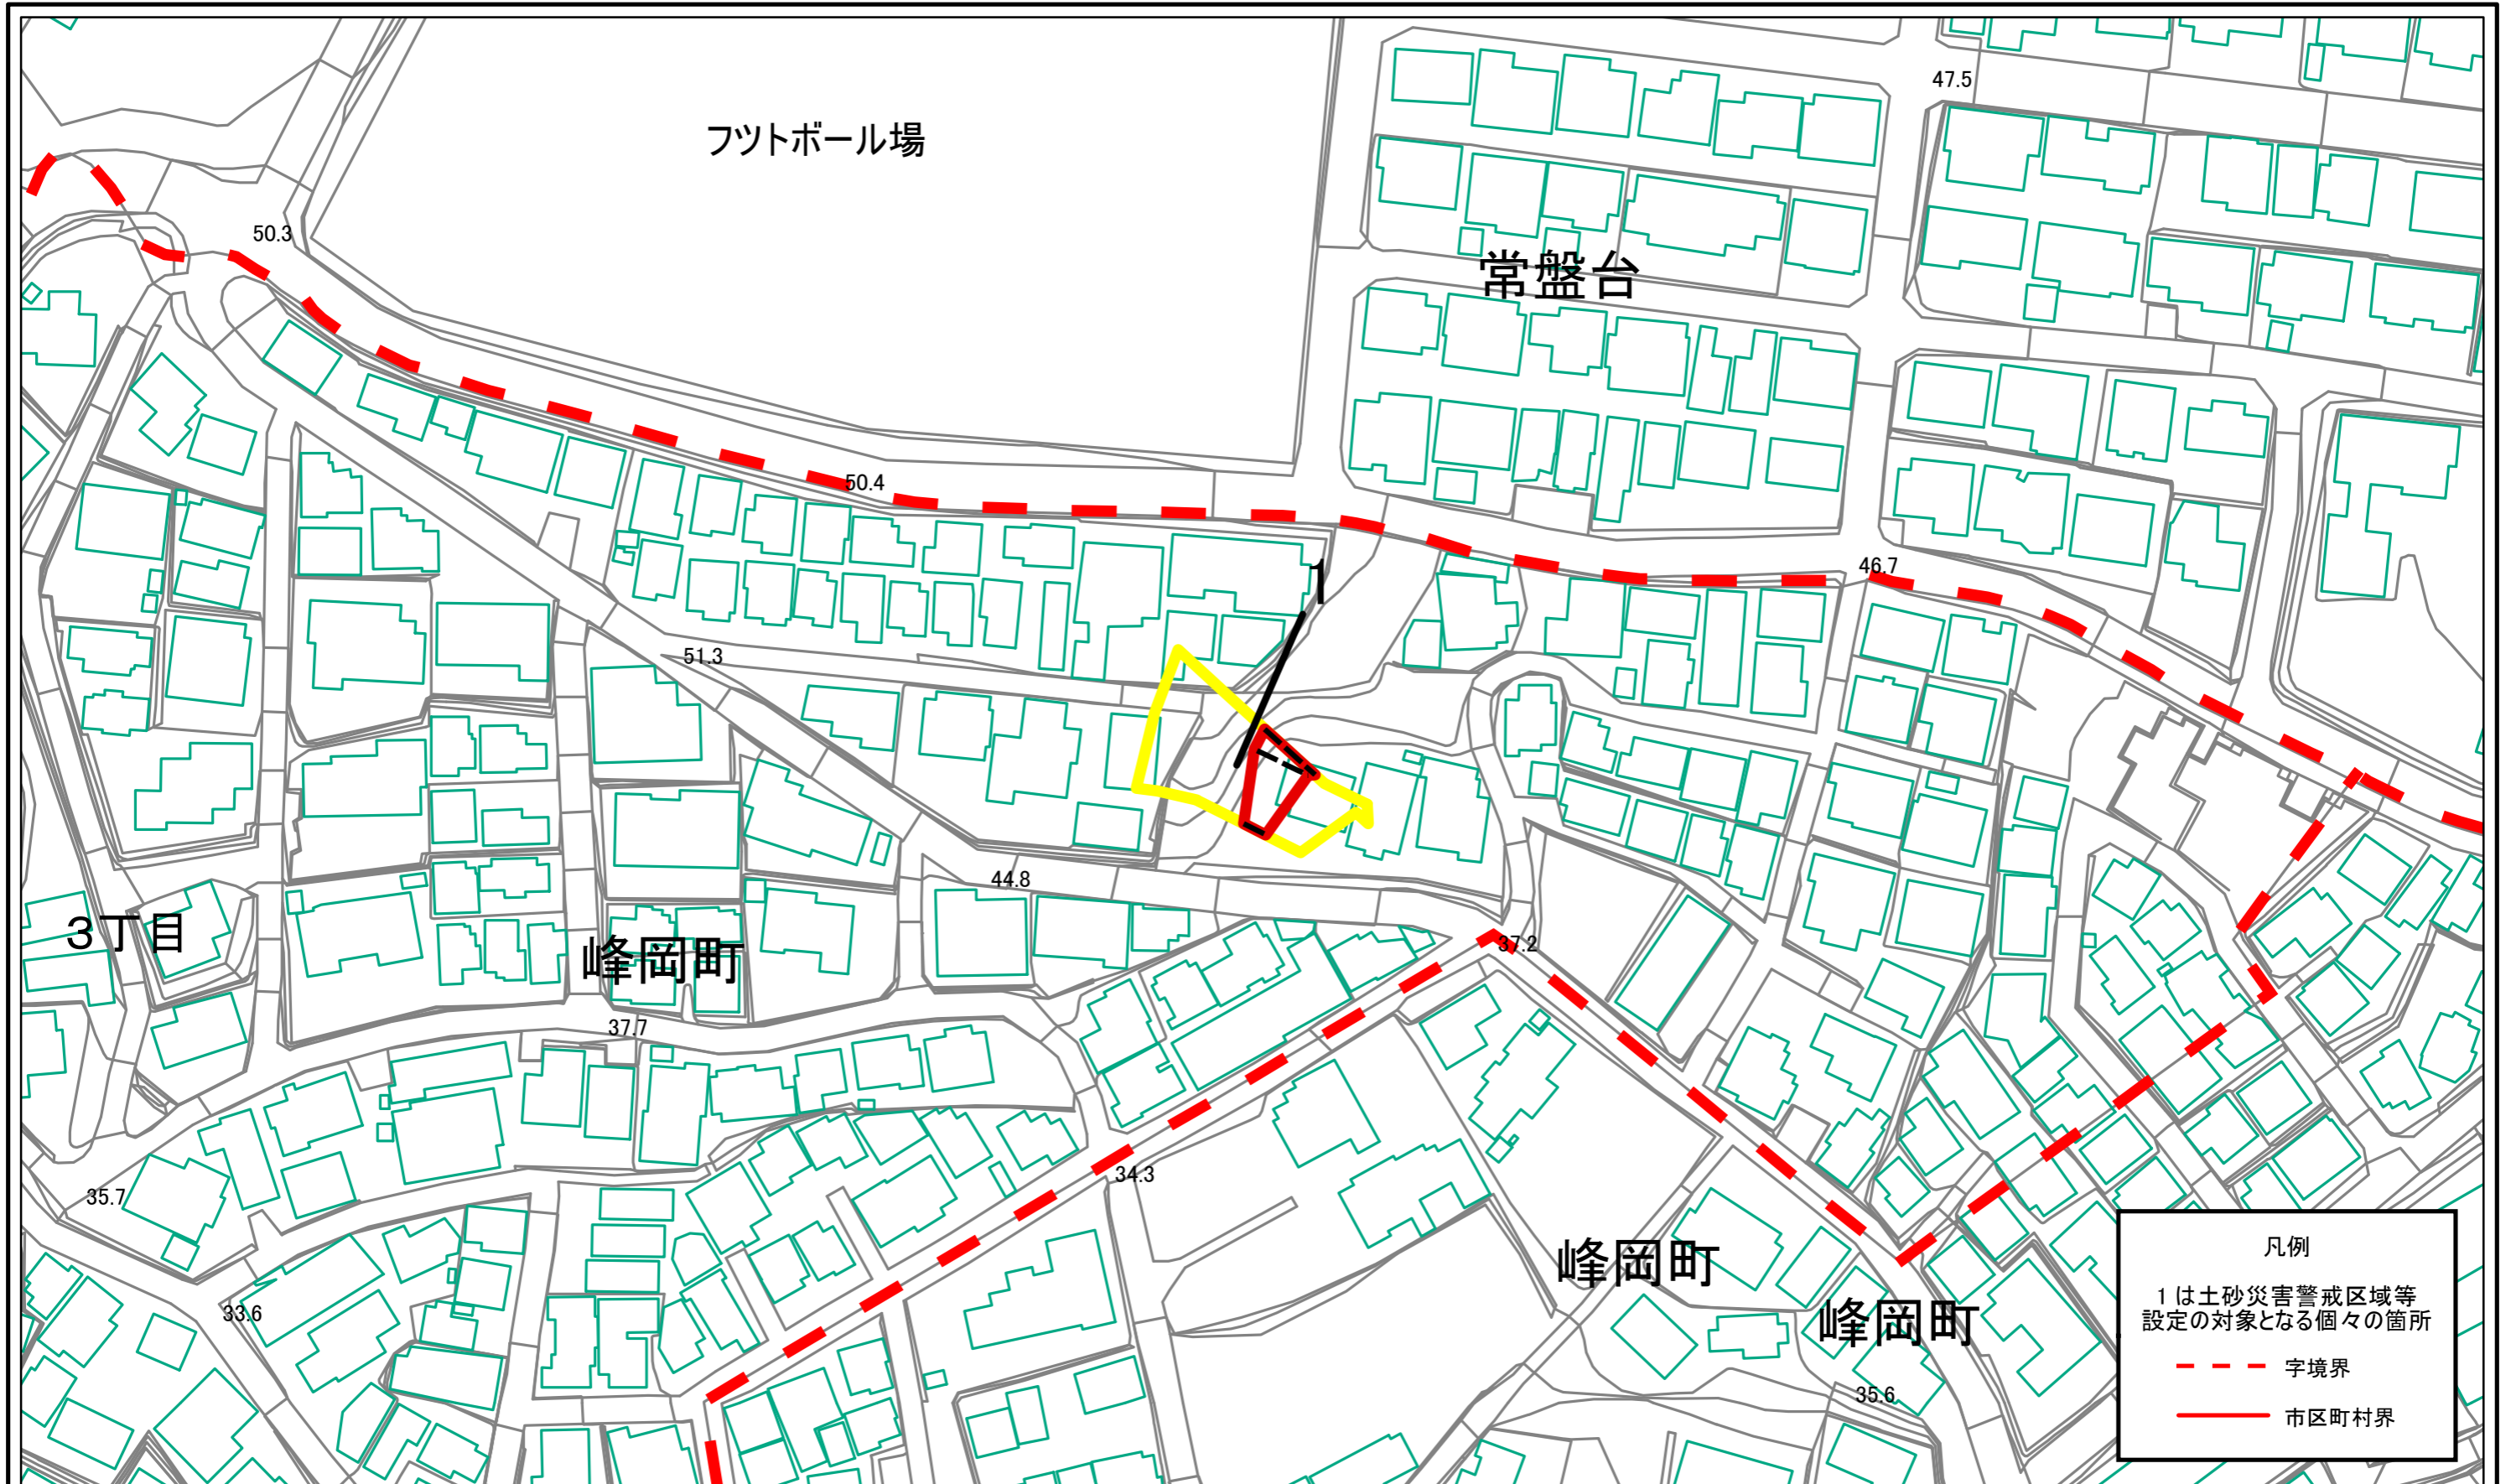 47.5
フツトボール場
50.3
常盤台
50.4
46.7
1
51.3
44.8
3丁目
峰岡町
37.2
37.7
34.3
35.7
峰岡町
33.6
峰岡町
35.6
凡例
1は土砂災害警戒区域等
設定の対象となる個々の箇所
字境界
市区町村界